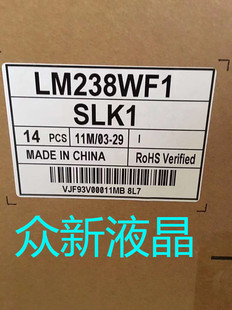 LM238WF1
SLK1
14 PCS 11M/03-29 I
MADE IN CHINA RoHS Verified
VJF93V00011MB 8L7
众新液晶